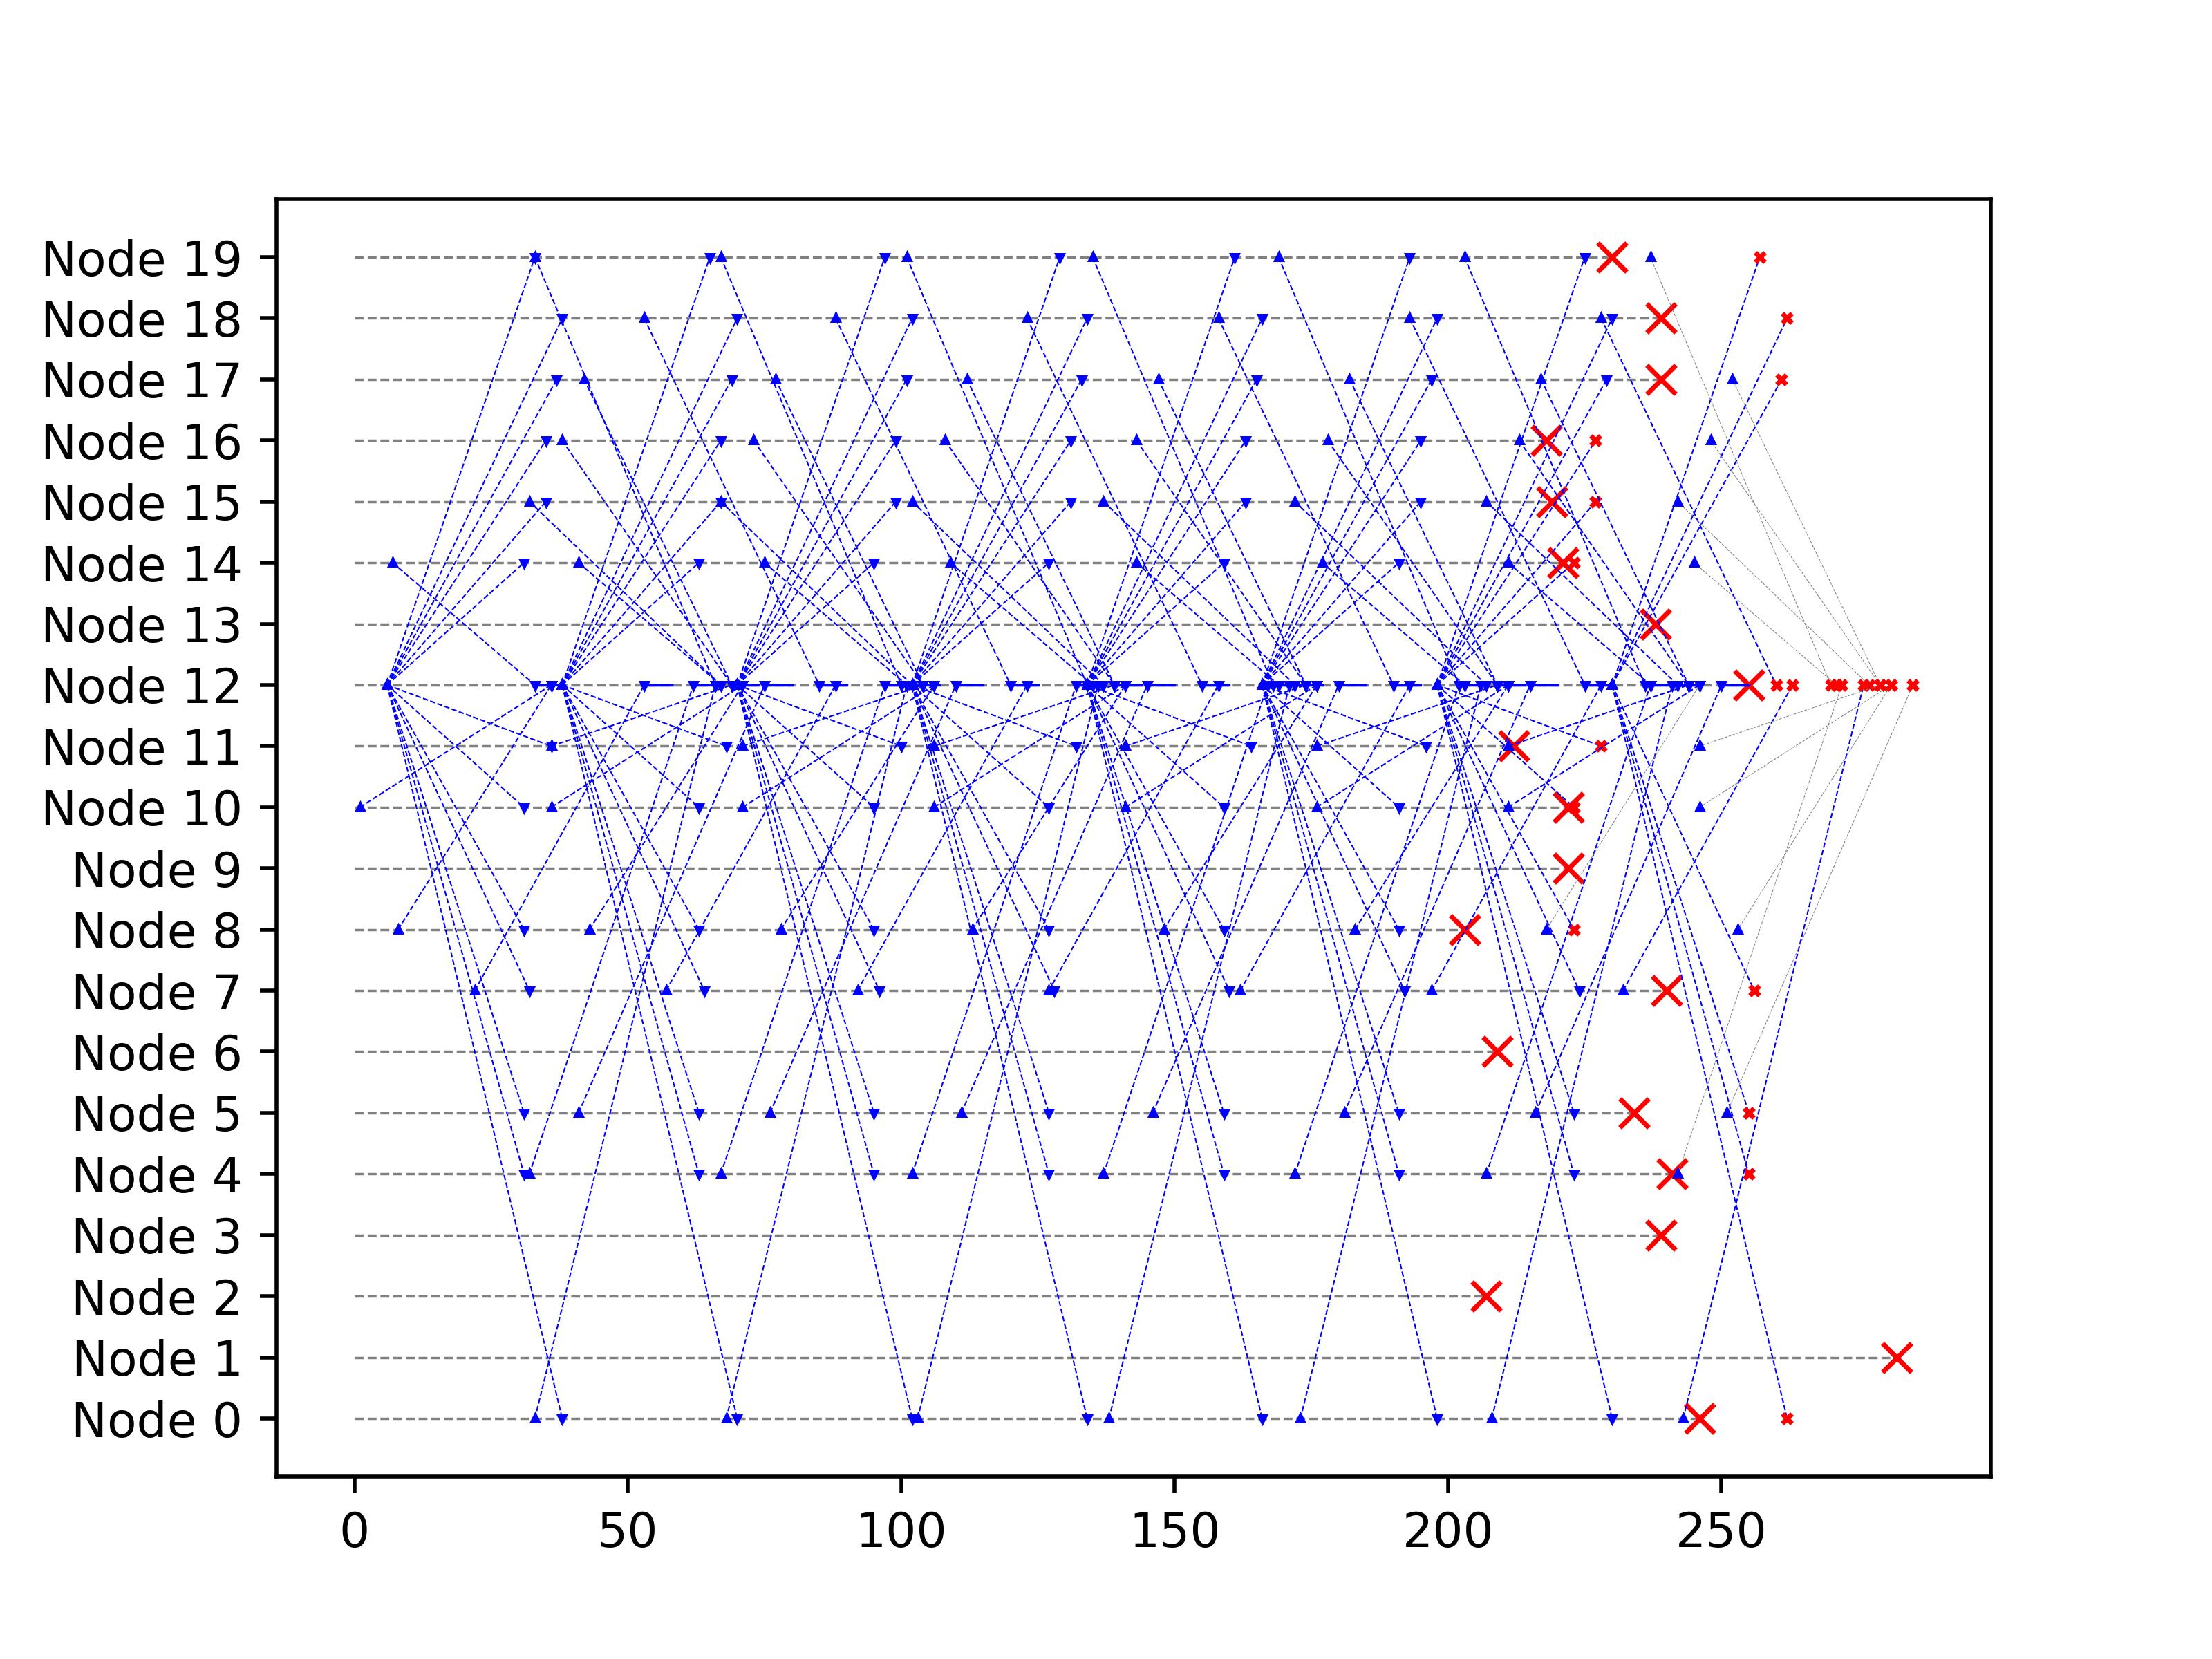 Node 19
Node 18
Node 17
Node 16
Node 15
Node 14
Node 13
Node 12
Node 11
Node 10
Node 9
Node 8
Node 7
Node 6
Node 5
Node 4
Node 3
Node 2
Node 1
Node 0
0 50 100 150 200 250